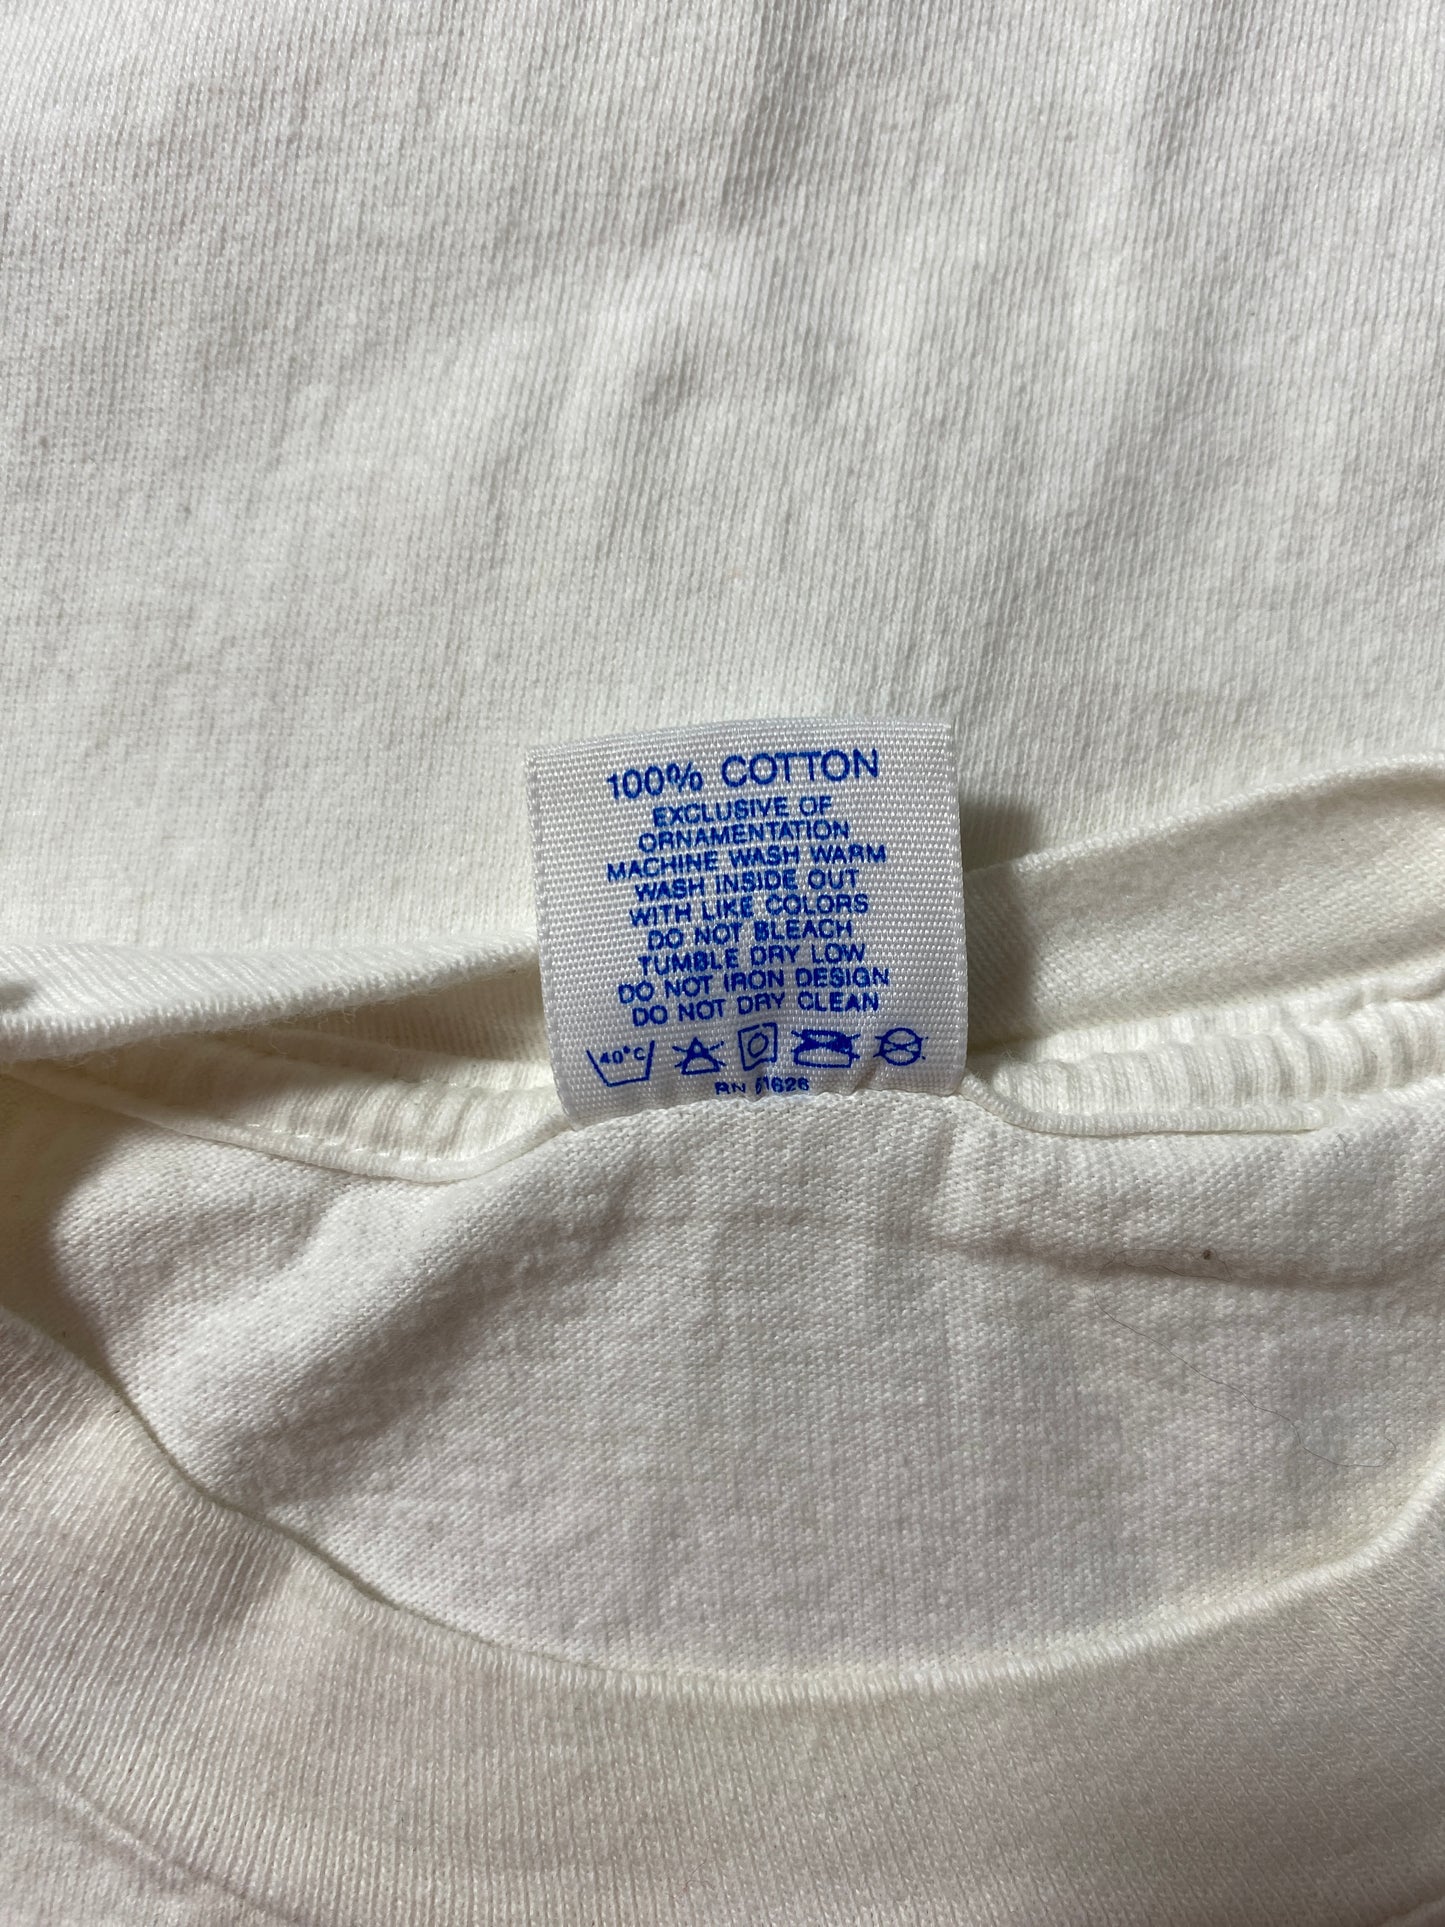 100% COTTON
EXCLUSIVE OF
ORNAMENTATION
MACHINE WASH WARM
WASH INSIDE OUT
WITH LIKE COLORS
DO NOT BLEACH
TUMBLE DRY LOW
DO NOT IRON DESIGN
DO NOT DRY CLEAN
40°C
RN